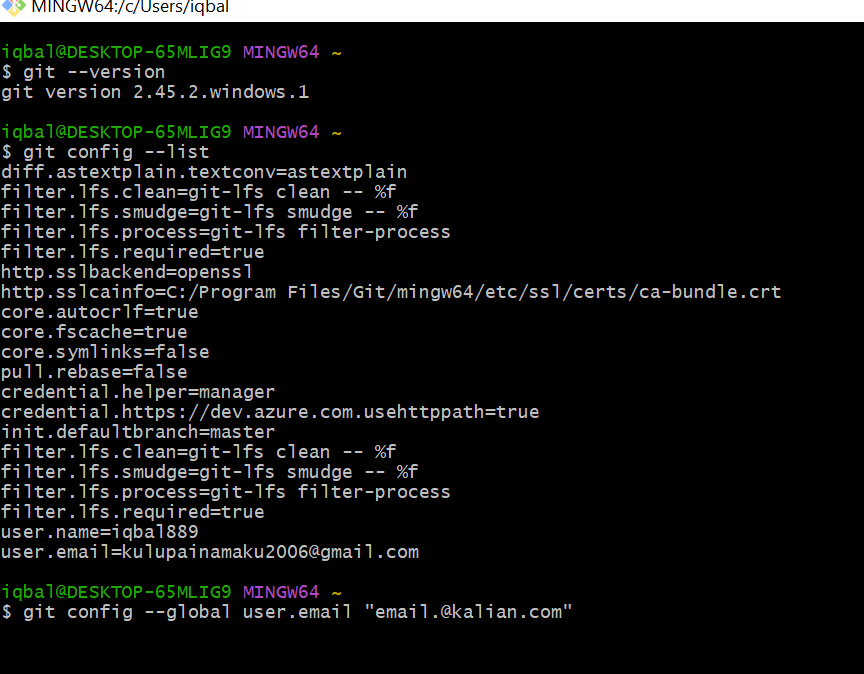 MINGW64:/c/Users/iqbal
iqbal@DESKTOP-65MLIG9 MINGW64 ~
$ git --version
git version 2.45.2.windows.1
iqbal@DESKTOP-65MLIG9 MINGW64 ~
$ git config --list
diff.astextplain.textconv=astextplain
filter.lfs.clean=git-lfs clean -- %f
filter.lfs.smudge=git-lfs smudge -- %f
filter.lfs.process=git-lfs filter-process
filter.lfs.required=true
http.sslbackend=openssl
http.sslcainfo=C:/Program Files/Git/mingw64/etc/ssl/certs/ca-bundle.crt
core.autocrlf=true
core.fscache=true
core.symlinks=false
pull.rebase=false
credential.helper=manager
credential.https://dev.azure.com.usehttppath=true
init.defaultbranch=master
filter.lfs.clean=git-lfs clean -- %f
filter.lfs.smudge=git-lfs smudge -- %f
filter.lfs.process=git-lfs filter-process
filter.lfs.required=true
user.name=iqbal889
user.email=kulupainamaku2006@gmail.com
iqbal@DESKTOP-65MLIG9 MINGW64 ~
$ git config --global user.email "email.@kalian.com"